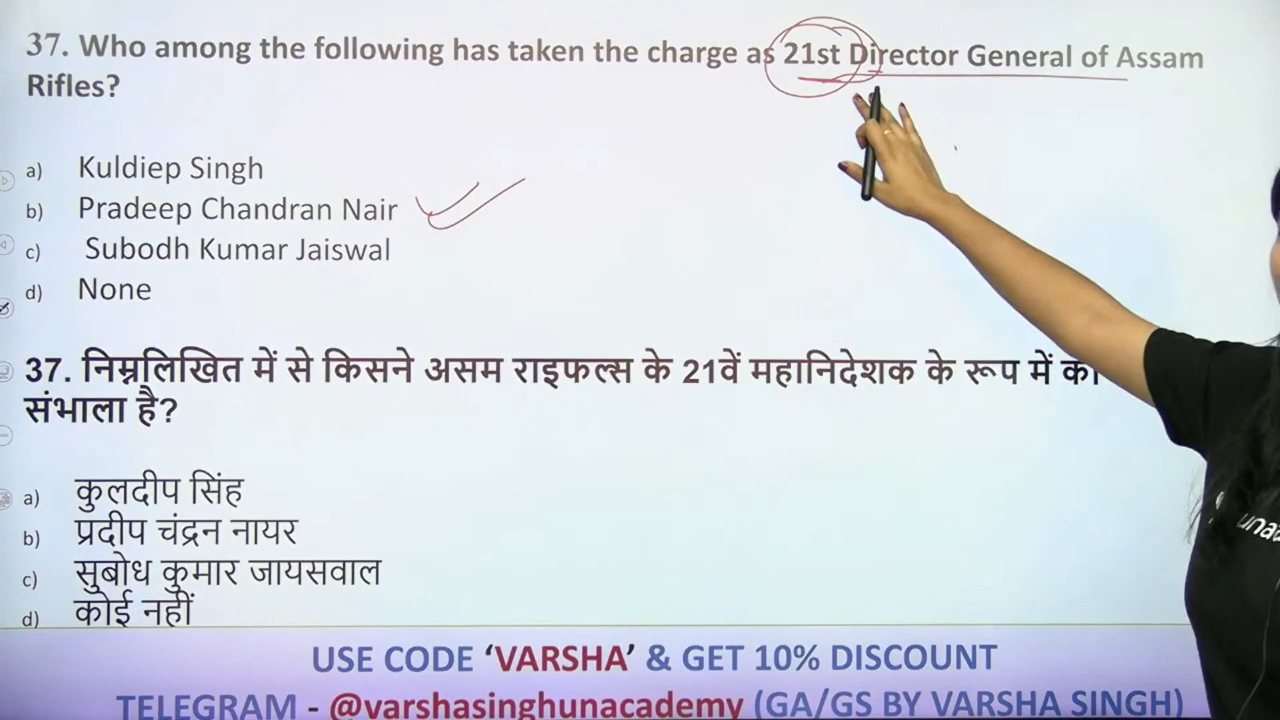 37. Who among the following has taken the charge as 21st Director General of Assam
Rifles?
a) Kuldiep Singh
b) Pradeep Chandran Nair
c) Subodh Kumar Jaiswal
d) None
37. निम्नलिखित में से किसने असम राइफल्स के 21वें महानिदेशक के रूप में
संभाला है?
a) कुलदीप सिंह
b) प्रदीप चंद्रन नायर
c) सुबोध कुमार जायसवाल
d) कोई नहीं
USE CODE ‘VARSHA’ & GET 10% DISCOUNT
TELEGRAM - @varshasinghunacademy (GA/GS BY VARSHA SINGH)